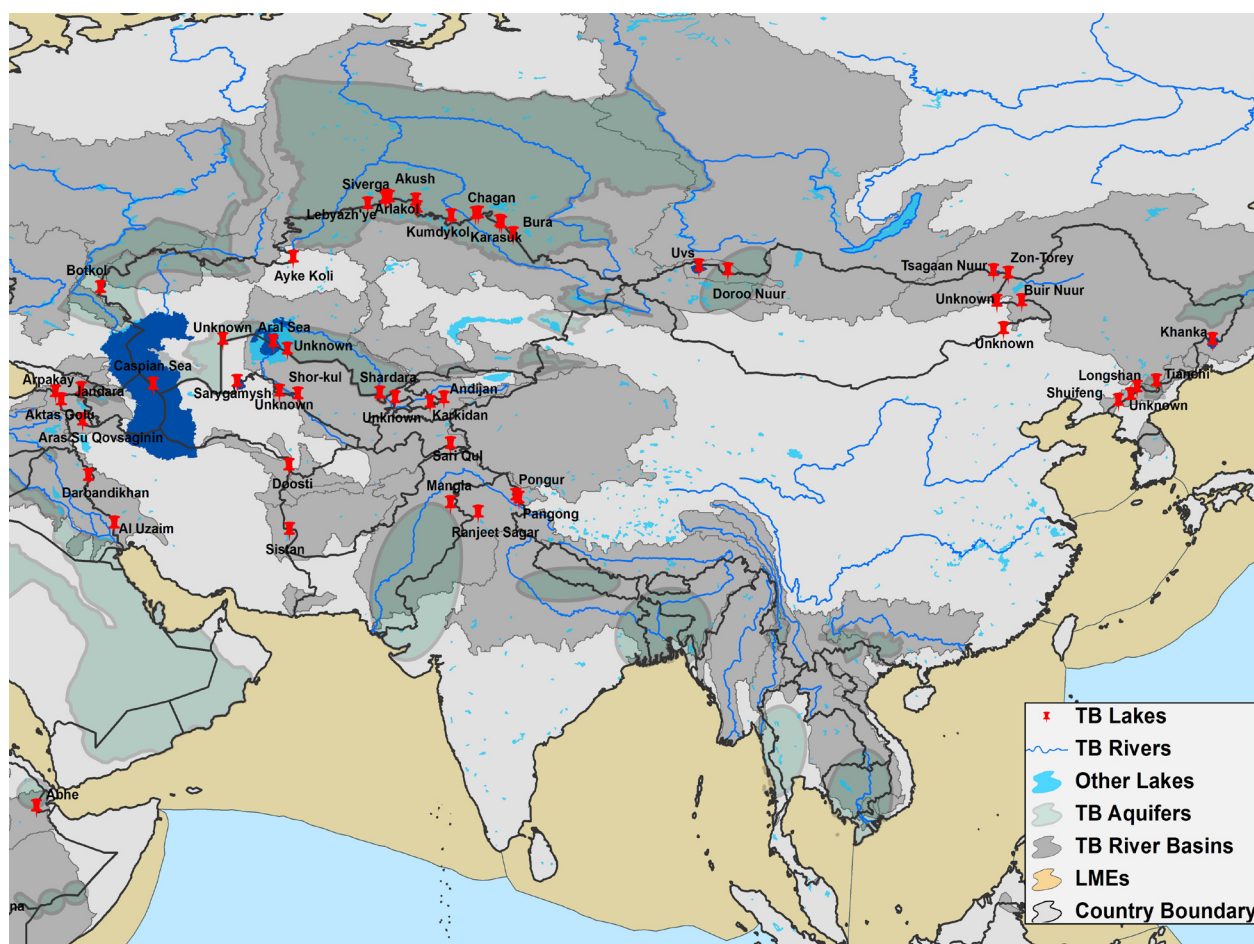 Siverga
Akush
Lebyazh'ye
Arlakol
Chagan
Kumdykol
Karasuk
Bura
Uvs
Doroo Nuur
Tsagaan Nuur
Zon-Torey
Ayke Koli
Botkol
Unknown
Buir Nuur
Unknown
Khanka
Unknown
Aral Sea
Unknown
Caspian Sea
Arpakay
Jandara
Aktas Golu
Aras Su Qovsaginin
Sarygamysh
Shor-kul
Unknown
Shardara
Andijan
Unknown
Karkidan
Longshan
Tianchi
Shuifeng
Unknown
Sari Qul
Darbandikhan
Doosti
Mangla
Pongur
Pangong
Ranjeet Sagar
Al Uzaim
Sistan
Abhe
na
TB Lakes
TB Rivers
Other Lakes
TB Aquifers
TB River Basins
LMEs
Country Boundary